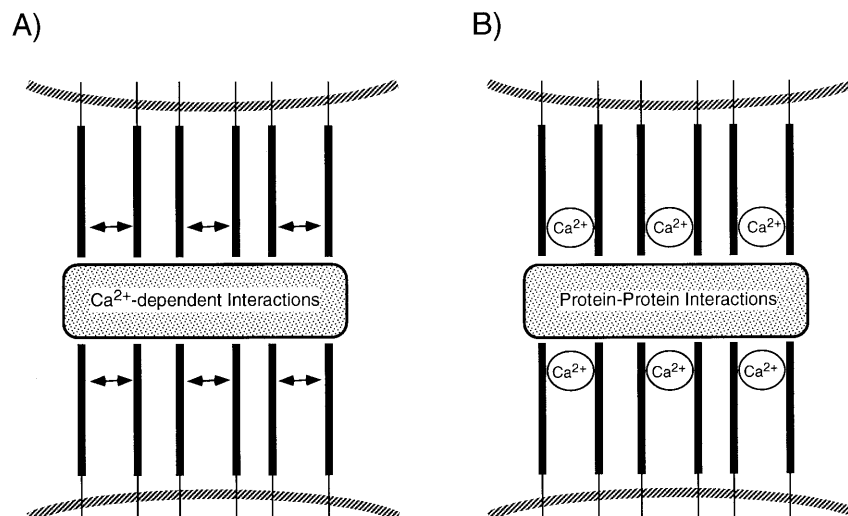 A)
B)
Ca²⁺ Ca²⁺ Ca²⁺
Ca²⁺-dependent Interactions
Protein-Protein Interactions
Ca²⁺ Ca²⁺ Ca²⁺